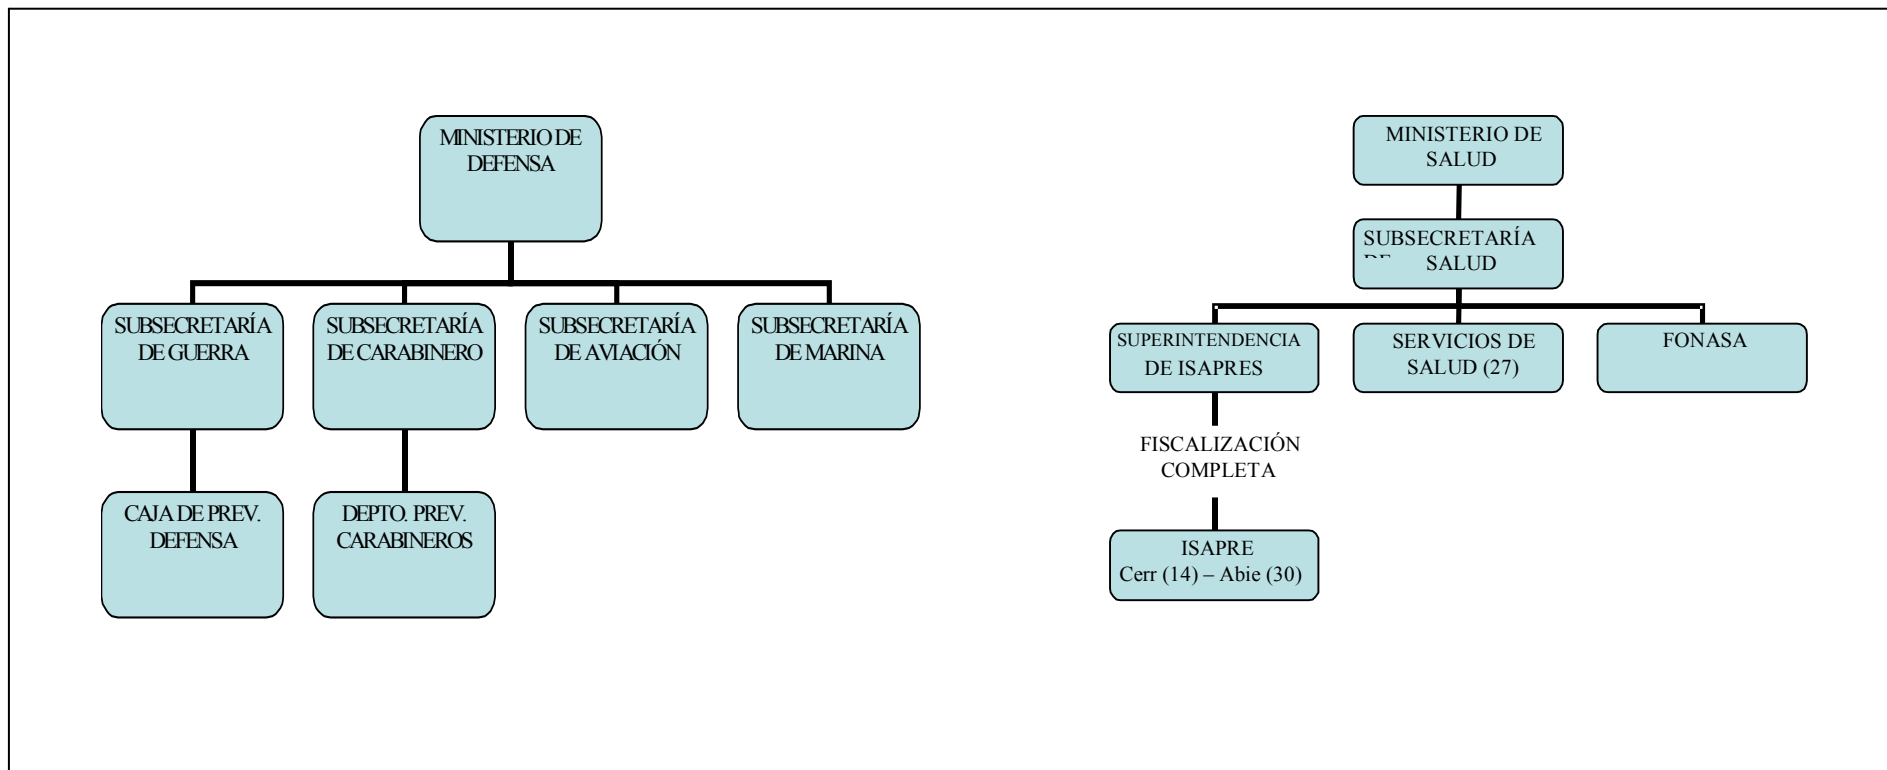 MINISTERIO DE
DEFENSA
SUBSECRETARÍA
DE GUERRA
SUBSECRETARÍA
DE CARABINERO
SUBSECRETARÍA
DE AVIACIÓN
SUBSECRETARÍA
DE MARINA
CAJA DE PREV.
DEFENSA
DEPTO. PREV.
CARABINEROS
MINISTERIO DE
SALUD
SUBSECRETARÍA
DE SALUD
SUPERINTENDENCIA
DE ISAPRES
SERVICIOS DE
SALUD (27)
FONASA
FISCALIZACIÓN
COMPLETA
ISAPRE
Cerr (14) – Abie (30)